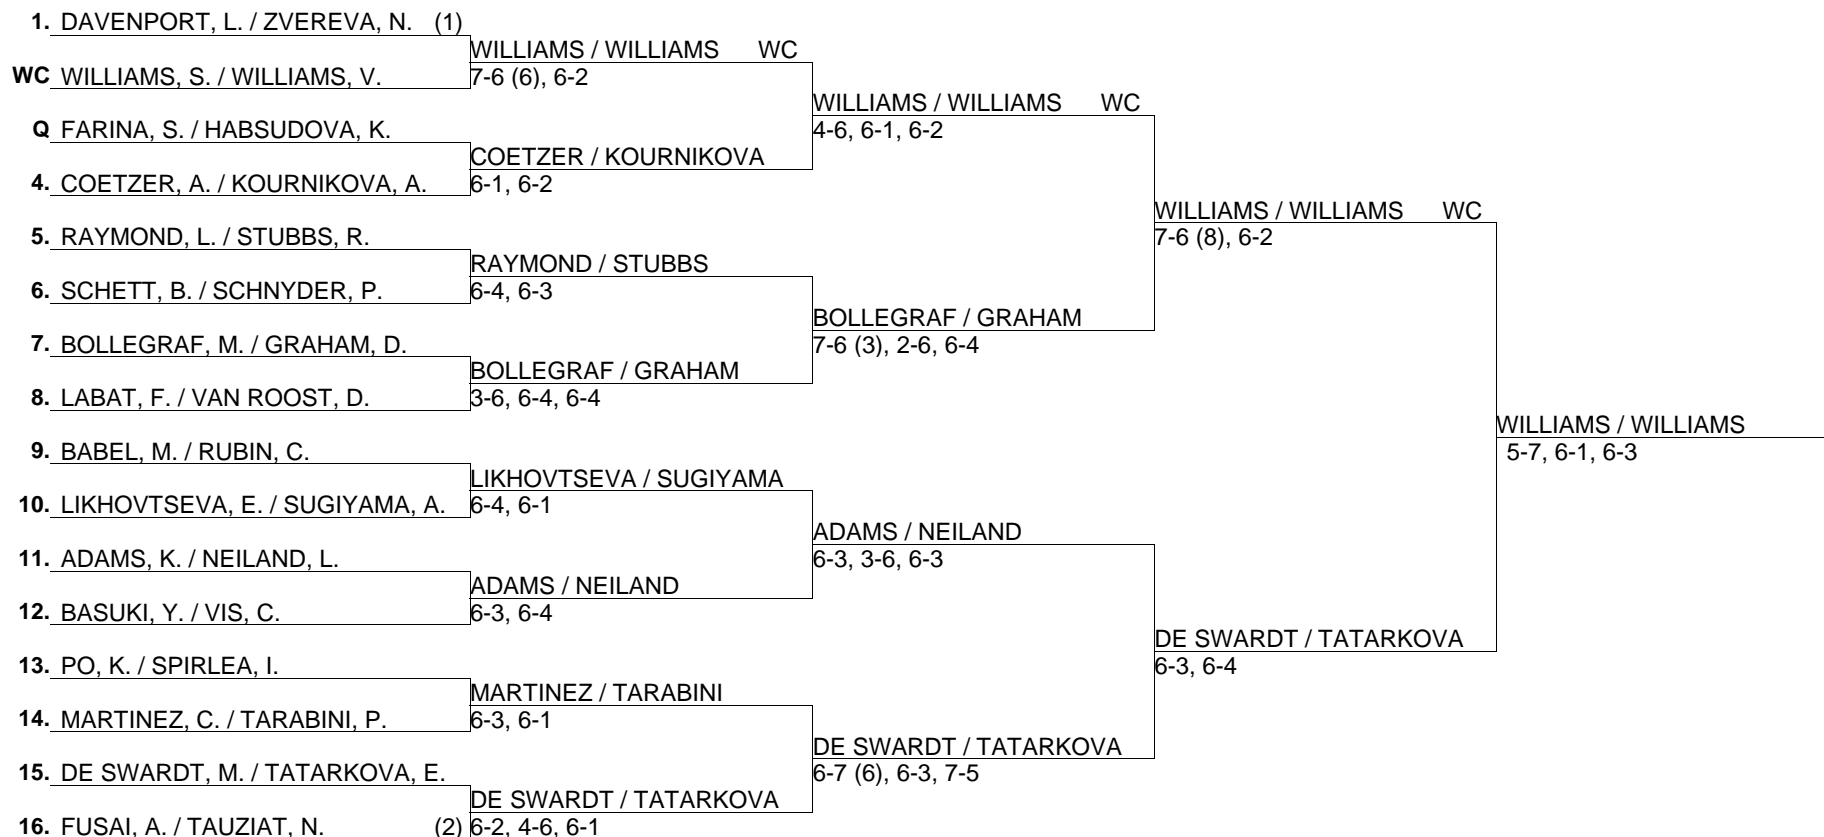 1. DAVENPORT, L. / ZVEREVA, N. (1)
WILLIAMS / WILLIAMS WC
WC WILLIAMS, S. / WILLIAMS, V.
7-6 (6), 6-2
WILLIAMS / WILLIAMS WC
4-6, 6-1, 6-2
Q FARINA, S. / HABSUDOVA, K.
COETZER / KOURNIKOVA
4. COETZER, A. / KOURNIKOVA, A.
6-1, 6-2
WILLIAMS / WILLIAMS WC
7-6 (8), 6-2
5. RAYMOND, L. / STUBBS, R.
RAYMOND / STUBBS
6. SCHETT, B. / SCHNYDER, P.
6-4, 6-3
BOLLEGRAF / GRAHAM
7-6 (3), 2-6, 6-4
7. BOLLEGRAF, M. / GRAHAM, D.
BOLLEGRAF / GRAHAM
8. LABAT, F. / VAN ROOST, D.
3-6, 6-4, 6-4
WILLIAMS / WILLIAMS
5-7, 6-1, 6-3
9. BABEL, M. / RUBIN, C.
LIKHOVTSEVA / SUGIYAMA
10. LIKHOVTSEVA, E. / SUGIYAMA, A.
6-4, 6-1
ADAMS / NEILAND
6-3, 3-6, 6-3
11. ADAMS, K. / NEILAND, L.
ADAMS / NEILAND
12. BASUKI, Y. / VIS, C.
6-3, 6-4
DE SWARDT / TATARKOVA
6-3, 6-4
13. PO, K. / SPIRLEA, I.
MARTINEZ / TARABINI
14. MARTINEZ, C. / TARABINI, P.
6-3, 6-1
DE SWARDT / TATARKOVA
6-7 (6), 6-3, 7-5
15. DE SWARDT, M. / TATARKOVA, E.
DE SWARDT / TATARKOVA
16. FUSAI, A. / TAUZIAT, N. (2)
6-2, 4-6, 6-1